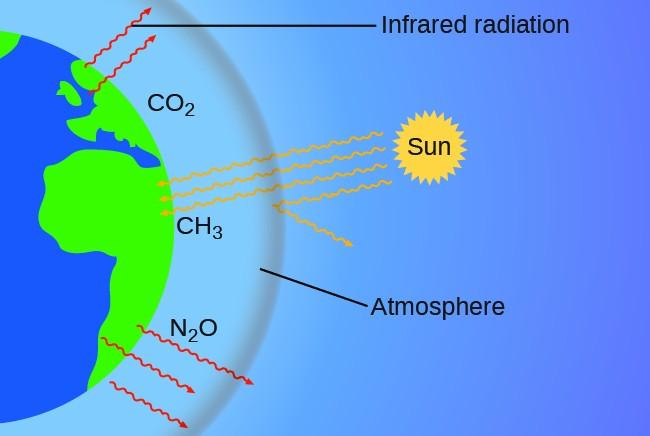 Infrared radiation
CO₂
Sun
CH₃
Atmosphere
N₂O